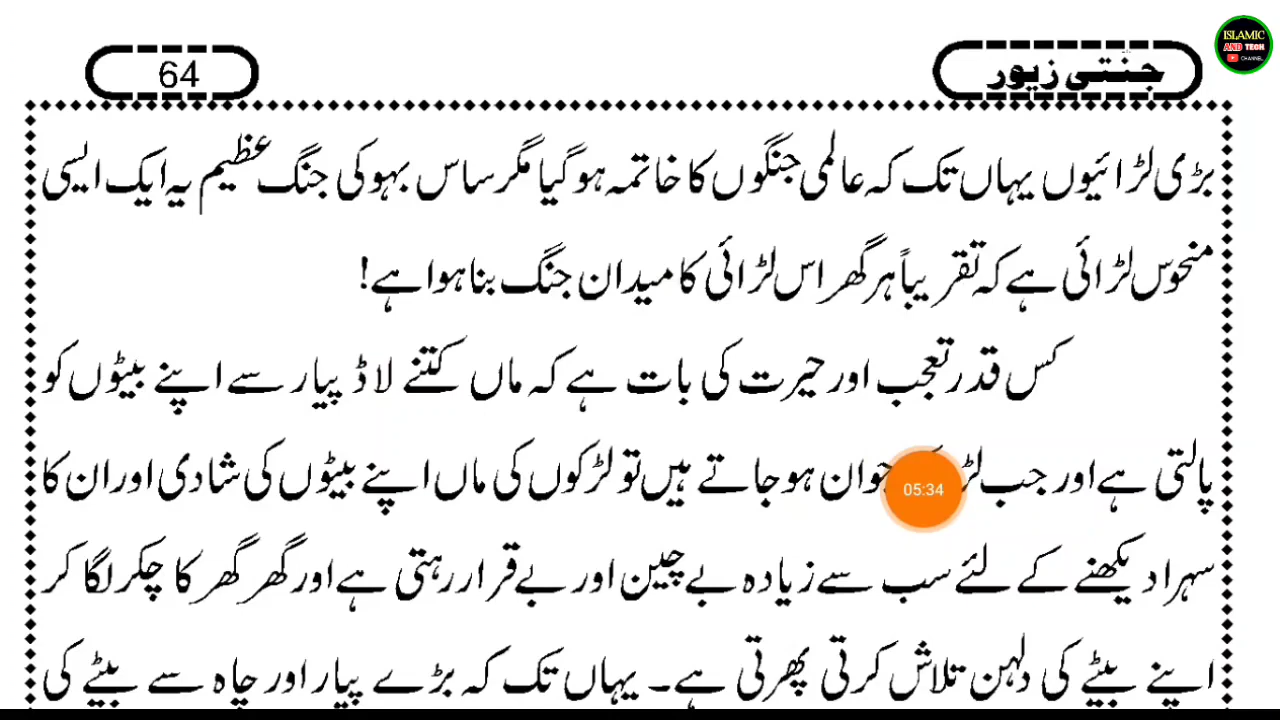 ISLAMIC
AND TECH
CHANNEL
جنتی زیور
64
بڑی لڑائیوں یہاں تک کہ عالمی جنگوں کا خاتمہ ہو گیا مگر ساس بہو کی جنگ عظیم یہ ایک ایسی
منحوس لڑائی ہے کہ تقریباً ہر گھر اس لڑائی کا میدان جنگ بنا ہوا ہے!
کس قدر تعجب اور حیرت کی بات ہے کہ ماں کتنے لاڈ پیار سے اپنے بیٹوں کو
پالتی ہے اور جب جوان ہو جاتے ہیں تو لڑکوں کی ماں اپنے بیٹوں کی شادی اور ان کا
05:34
سہرا دیکھنے کے لئے سب سے زیادہ بے چین اور بے قرار رہتی ہے اور گھر گھر کا چکر لگا کر
اپنے بیٹے کی دلہن تلاش کرتی پھرتی ہے۔ یہاں تک کہ بڑے پیار اور چاہ سے بیٹے کی